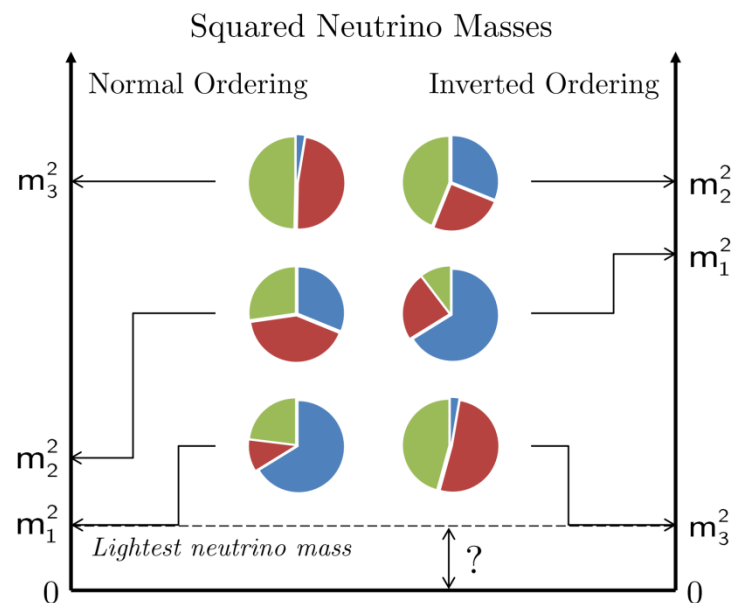 Squared Neutrino Masses
Normal Ordering
Inverted Ordering
m₃²
m₂²
m₁²
m₂²
m₁²
m₃²
Lightest neutrino mass
?
0
0